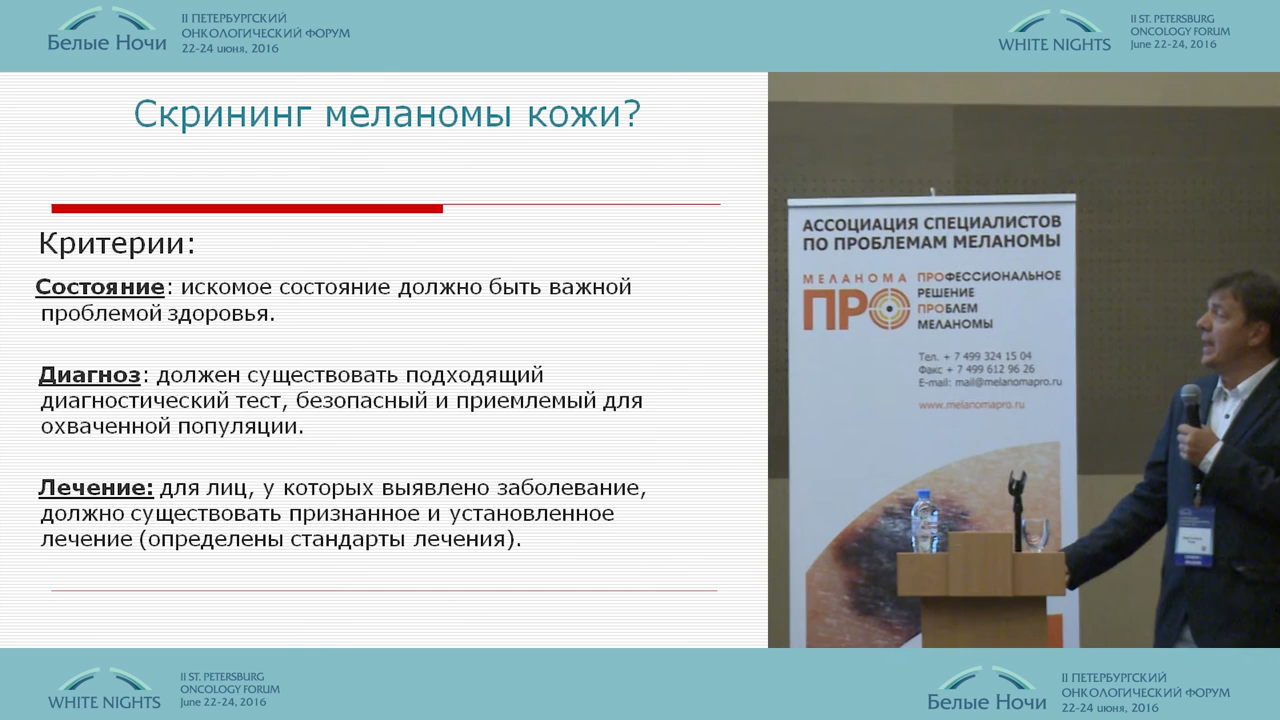 Белые Ночи
II ПЕТЕРБУРГСКИЙ
ОНКОЛОГИЧЕСКИЙ ФОРУМ
22-24 июня, 2016
WHITE NIGHTS
II ST. PETERSBURG
ONCOLOGY FORUM
June 22-24, 2016
Скрининг меланомы кожи?
Критерии:
Состояние: искомое состояние должно быть важной
проблемой здоровья.
Диагноз: должен существовать подходящий
диагностический тест, безопасный и приемлемый для
охваченной популяции.
Лечение: для лиц, у которых выявлено заболевание,
должно существовать признанное и установленное
лечение (определены стандарты лечения).
АССОЦИАЦИЯ СПЕЦИАЛИСТОВ
ПО ПРОБЛЕМАМ МЕЛАНОМЫ
МЕЛАНОМА
ПРО
ПРОФЕССИОНАЛЬНОЕ
РЕШЕНИЕ
ПРОБЛЕМ
МЕЛАНОМЫ
Тел. + 7 499 324 15 04
Факс + 7 499 612 96 26
E-mail: mail@melanomapro.ru
www.melanomapro.ru
WHITE NIGHTS
II ST. PETERSBURG
ONCOLOGY FORUM
June 22-24, 2016
Белые Ночи
II ПЕТЕРБУРГСКИЙ
ОНКОЛОГИЧЕСКИЙ ФОРУМ
22-24 июня, 2016